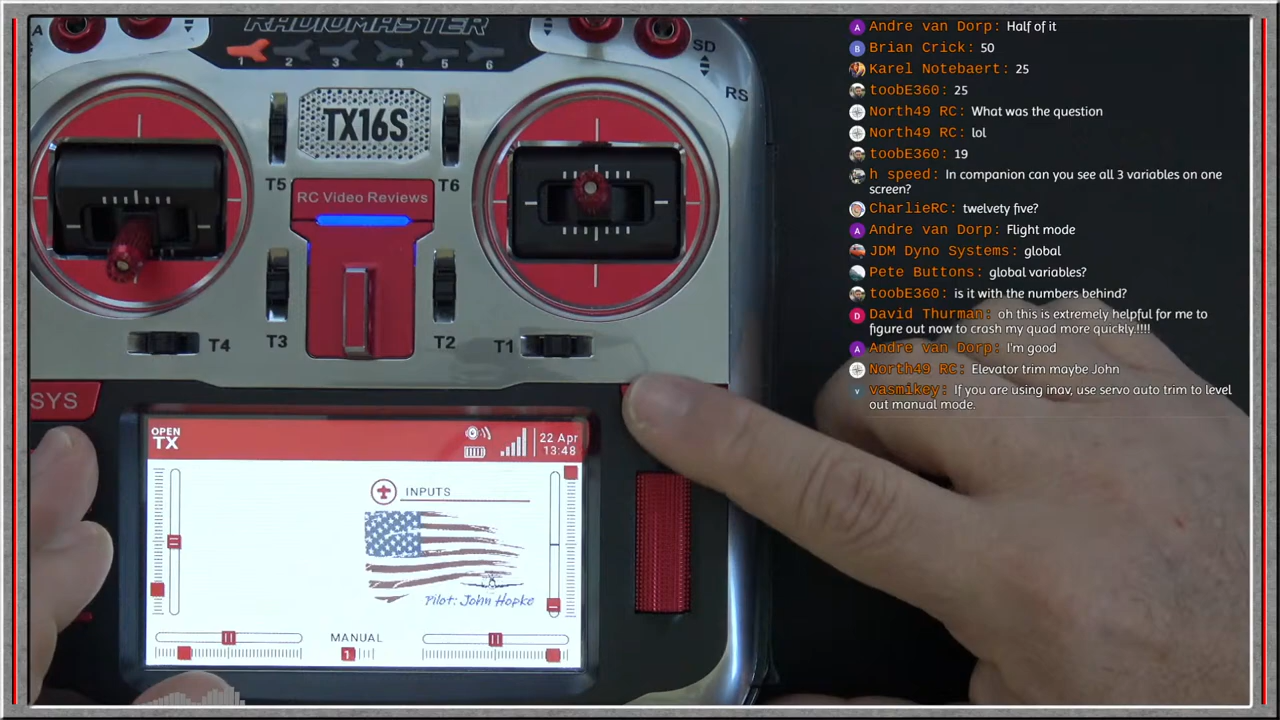 RADIOMASTER
A
SD
1 2 3 4 5 6
RS
TX16S
T5
T6
RC Video Reviews
T4
T3
T2
T1
SYS
OPEN
TX
22 Apr
13:48
INPUTS
Pilot: John Hopke
MANUAL
1
A Andre van Dorp: Half of it
B Brian Crick: 50
Karel Notebaert: 25
toobE360: 25
North49 RC: What was the question
North49 RC: lol
toobE360: 19
h speed: In companion can you see all 3 variables on one
screen?
CharlieRC: twelvety five?
A Andre van Dorp: Flight mode
JDM Dyno Systems: global
Pete Buttons: global variables?
toobE360: is it with the numbers behind?
D David Thurman: oh this is extremely helpful for me to
figure out now to crash my quad more quickly.!!!!
A Andre van Dorp: I'm good
North49 RC: Elevator trim maybe John
v vasmikey: If you are using inav, use servo auto trim to level
out manual mode.